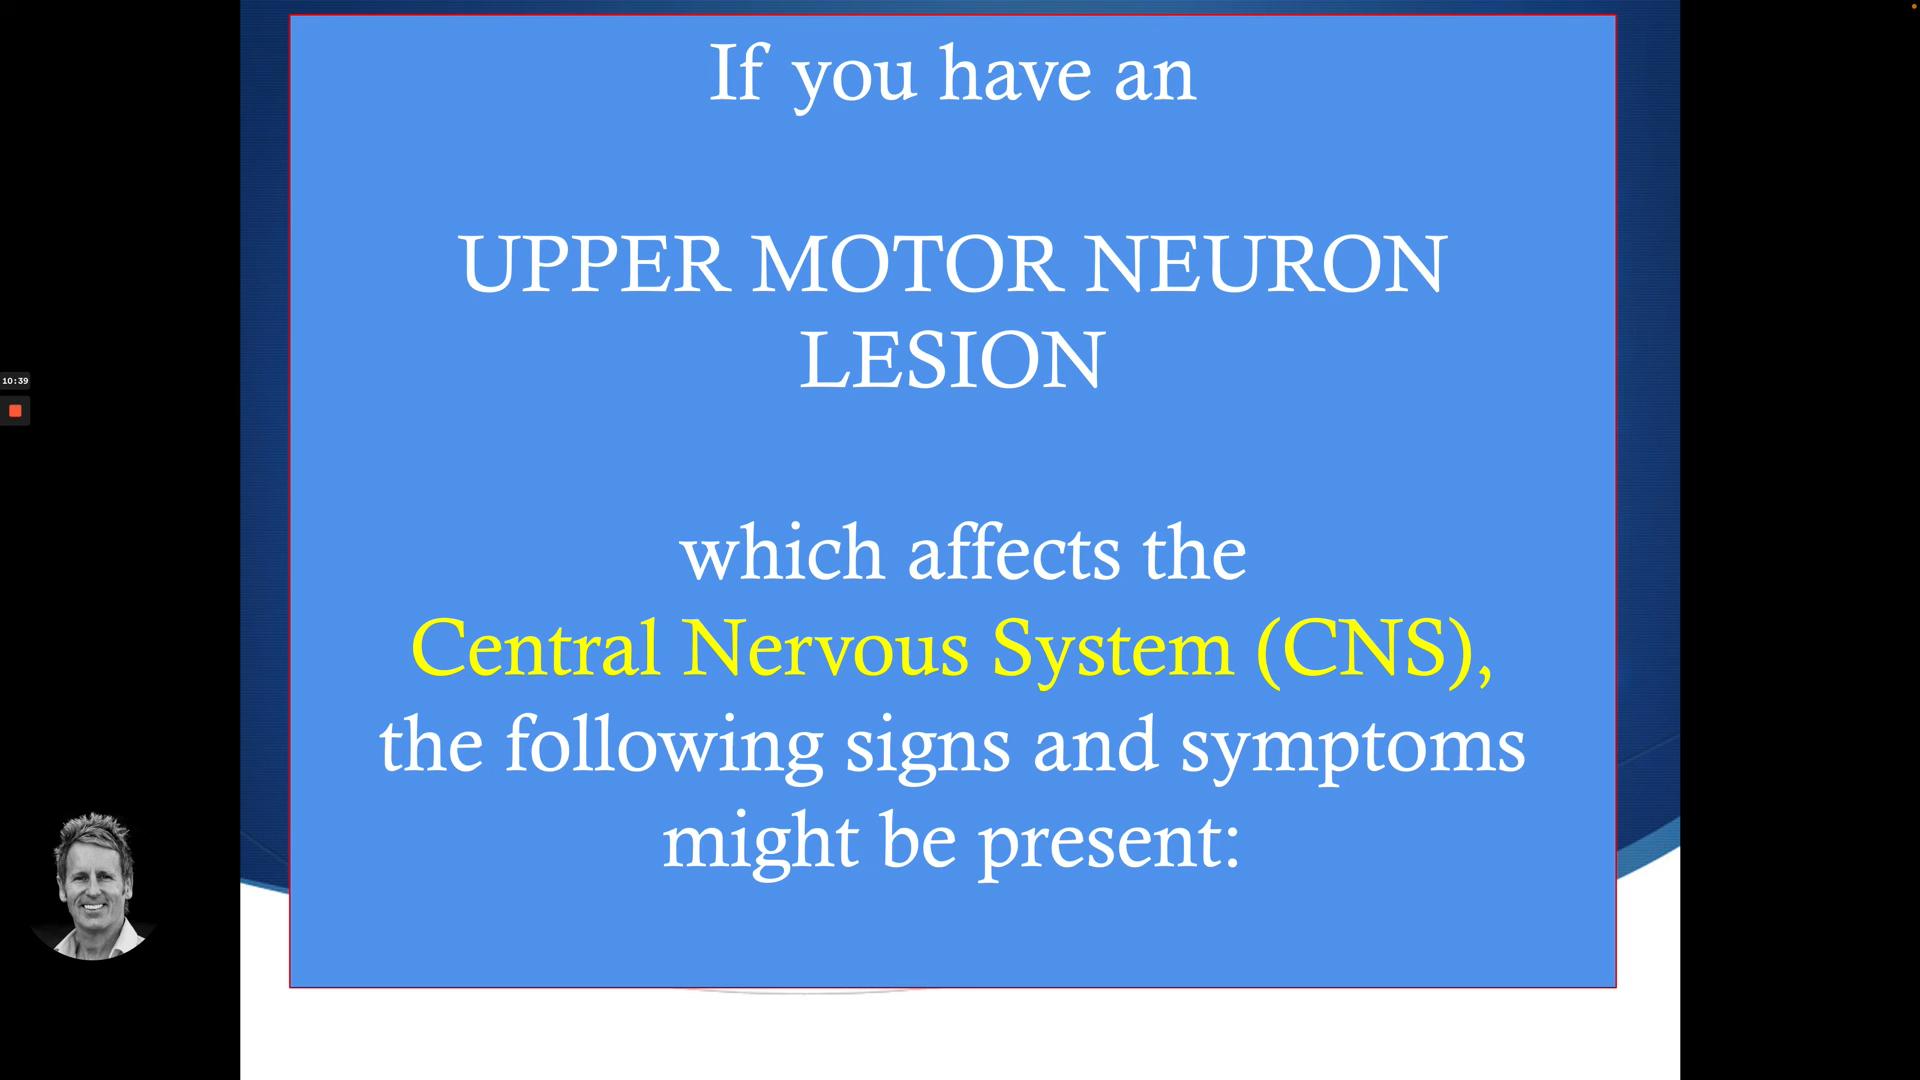 If you have an
UPPER MOTOR NEURON
LESION
which affects the
Central Nervous System (CNS),
the following signs and symptoms
might be present:
10:39